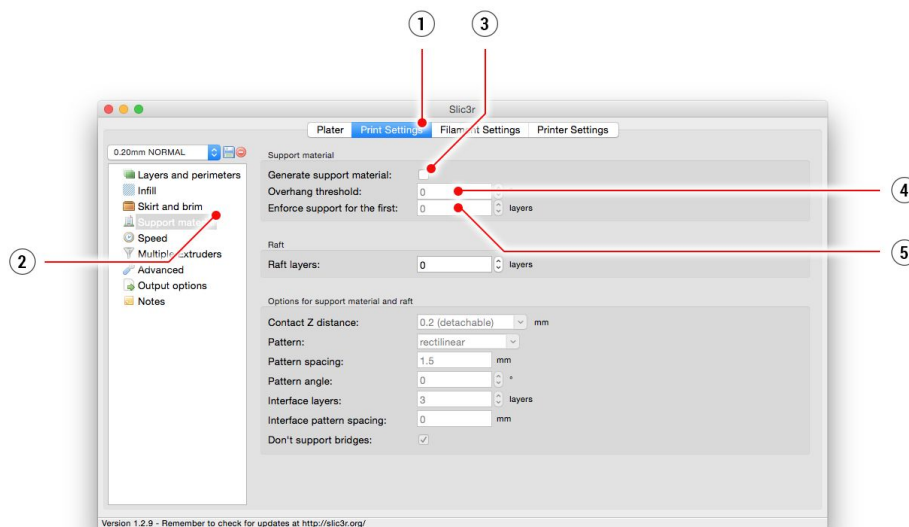 1
3
Slic3r
Plater Print Settings Filament Settings Printer Settings
0.20mm NORMAL
Layers and perimeters
Infill
Skirt and brim
Support material
Speed
Multiple Extruders
Advanced
Output options
Notes
2
Support material
Generate support material:
Overhang threshold: 0
Enforce support for the first: 0 layers
4
5
Raft
Raft layers: 0 layers
Options for support material and raft
Contact Z distance: 0.2 (detachable) mm
Pattern: rectilinear
Pattern spacing: 1.5 mm
Pattern angle: 0 °
Interface layers: 3 layers
Interface pattern spacing: 0 mm
Don't support bridges:
Version 1.2.9 - Remember to check for updates at http://slic3r.org/